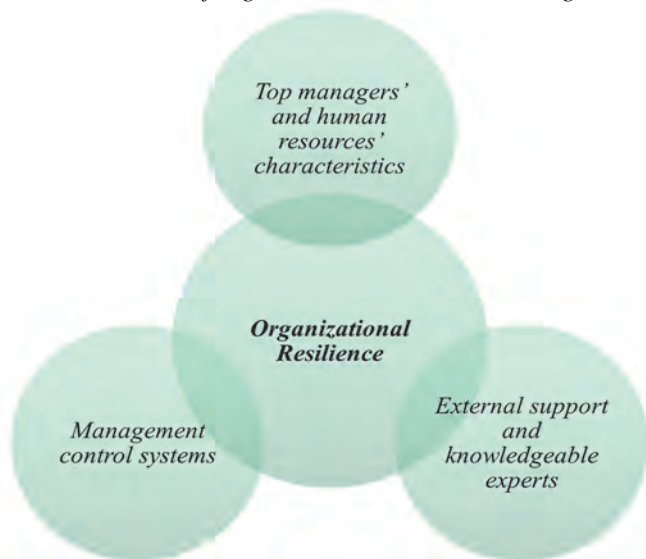 Top managers’
and human
resources’
characteristics
Organizational
Resilience
Management
control systems
External support
and
knowledgeable
experts